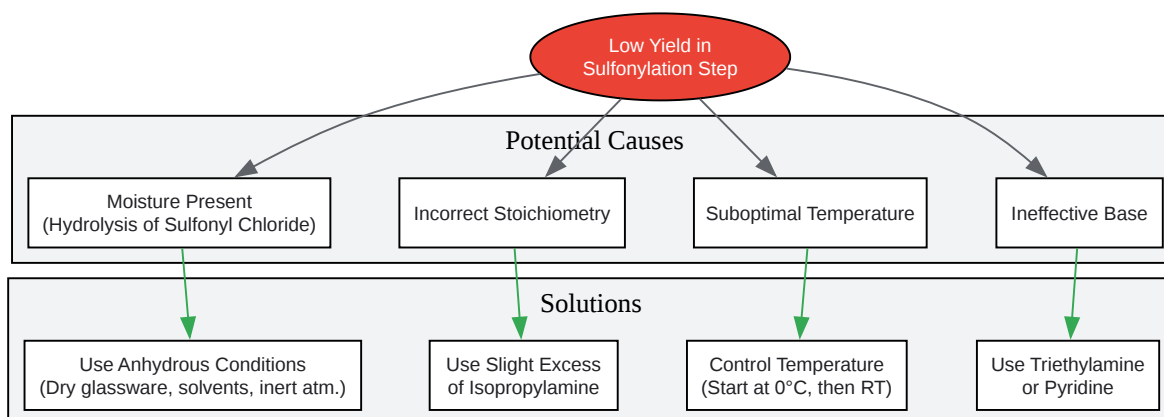 Low Yield in
Sulfonylation Step
Potential Causes
Moisture Present
(Hydrolysis of Sulfonyl Chloride)
Incorrect Stoichiometry
Suboptimal Temperature
Ineffective Base
Solutions
Use Anhydrous Conditions
(Dry glassware, solvents, inert atm.)
Use Slight Excess
of Isopropylamine
Control Temperature
(Start at 0°C, then RT)
Use Triethylamine
or Pyridine